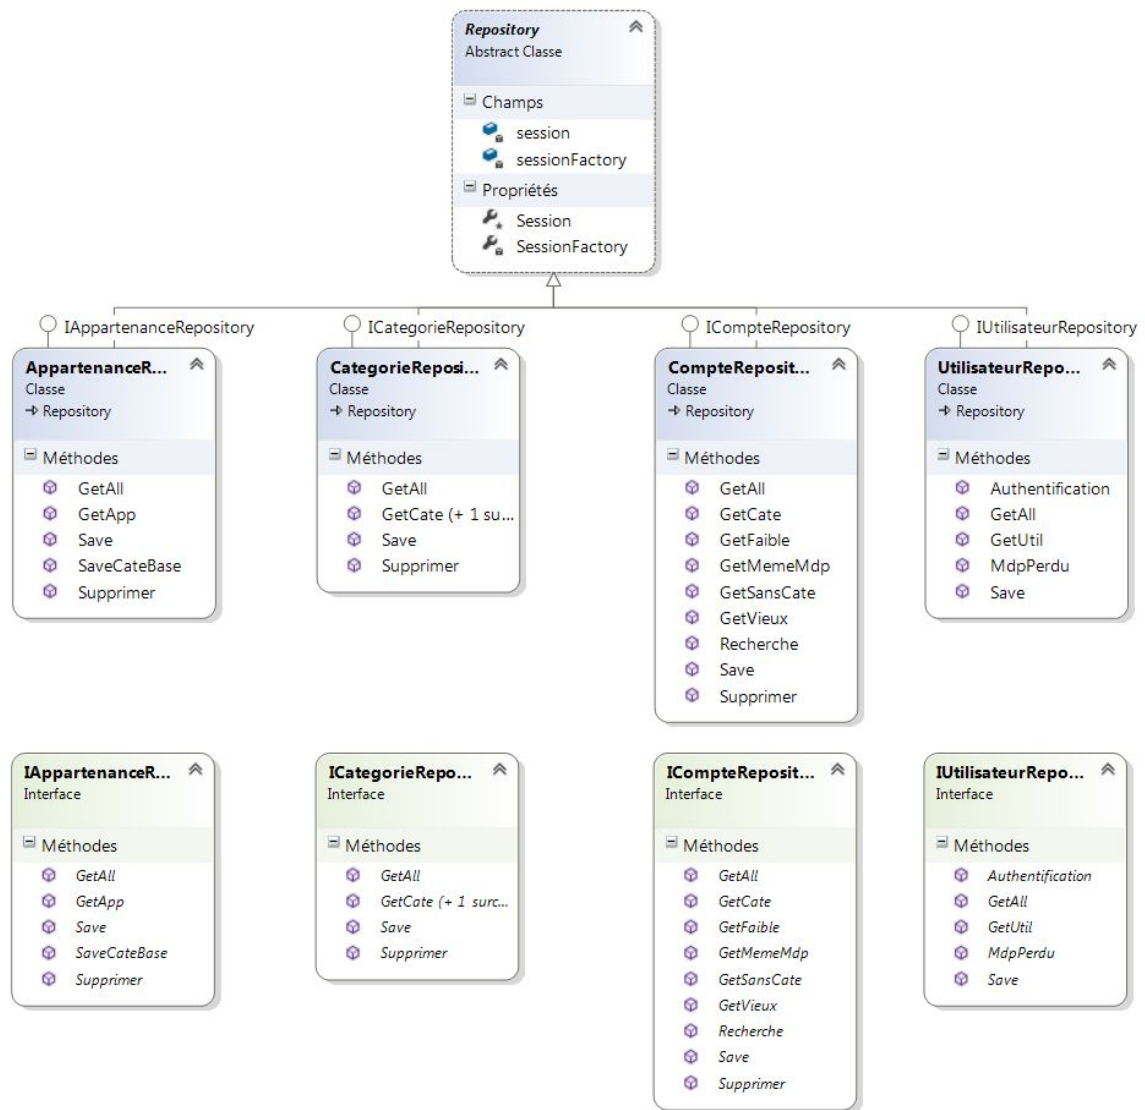 Repository
Abstract Classe
Champs
session
sessionFactory
Propriétés
Session
SessionFactory
IAppartenanceRepository
ICategorieRepository
ICompteRepository
IUtilisateurRepository
AppartenanceR...
Classe
Repository
Méthodes
GetAll
GetApp
Save
SaveCateBase
Supprimer
CategorieReposi...
Classe
Repository
Méthodes
GetAll
GetCate (+ 1 su...
Save
Supprimer
CompteReposit...
Classe
Repository
Méthodes
GetAll
GetCate
GetFaible
GetMemeMdp
GetSansCate
GetVieux
Recherche
Save
Supprimer
UtilisateurRepo...
Classe
Repository
Méthodes
Authentification
GetAll
GetUtil
MdpPerdu
Save
IAppartenanceR...
Interface
Méthodes
GetAll
GetApp
Save
SaveCateBase
Supprimer
ICategorieRepo...
Interface
Méthodes
GetAll
GetCate (+ 1 surc...
Save
Supprimer
ICompteReposit...
Interface
Méthodes
GetAll
GetCate
GetFaible
GetMemeMdp
GetSansCate
GetVieux
Recherche
Save
Supprimer
IUtilisateurRepo...
Interface
Méthodes
Authentification
GetAll
GetUtil
MdpPerdu
Save